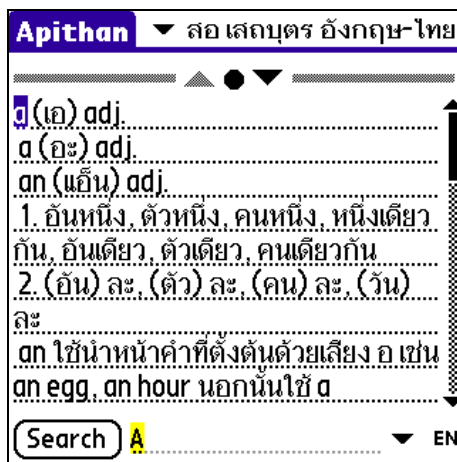 Apithan สอ เสถบุตร อังกฤษ-ไทย
a (เอ) adj.
a (อะ) adj.
an (แอ็น) adj.
1. อันหนึ่ง, ตัวหนึ่ง, คนหนึ่ง, หนึ่งเดียว
กัน, อันเดียว, ตัวเดียว, คนเดียวกัน
2. (อัน) ละ, (ตัว) ละ, (คน) ละ, (วัน)
ละ
an ใช้นำหน้าคำที่ตั้งต้นด้วยเสียง อ เช่น
an egg, an hour นอกนั้นใช้ a
Search A EN